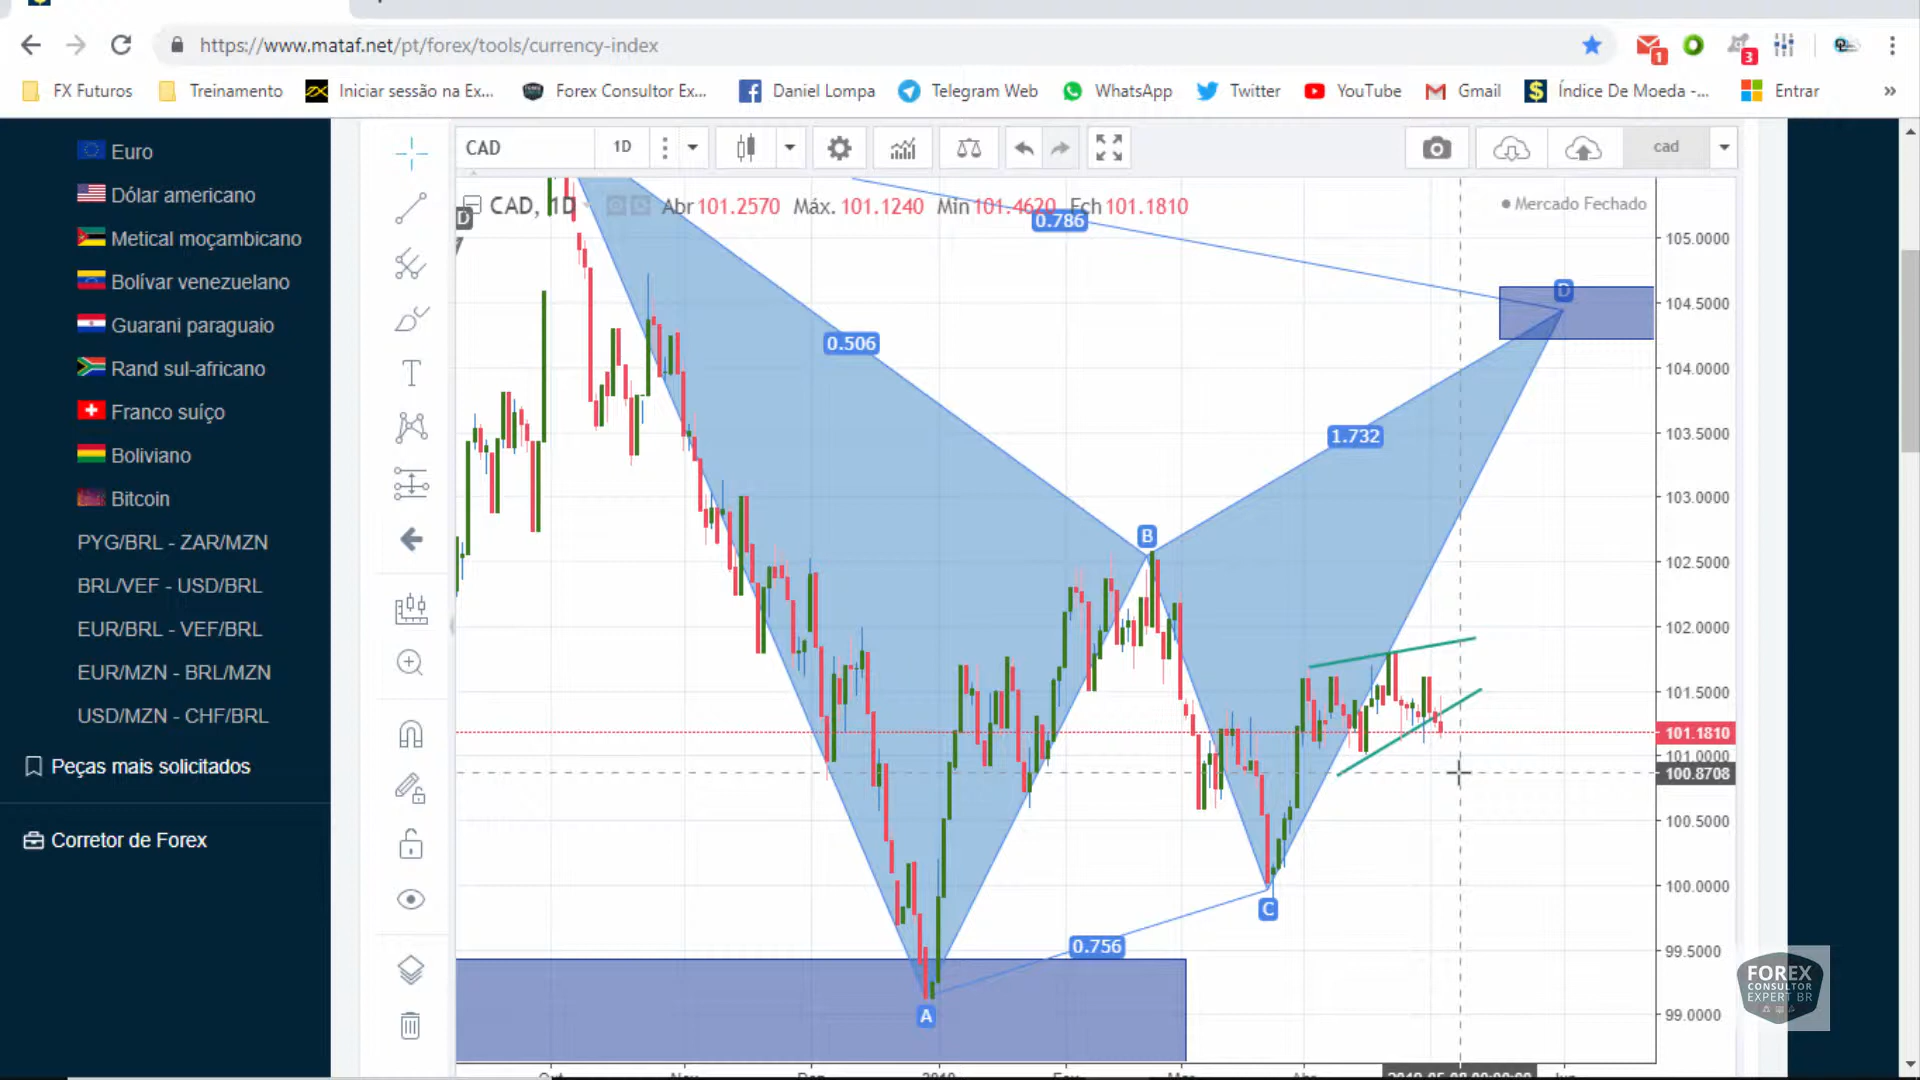 https://www.mataf.net/pt/forex/tools/currency-index
1
3
FX Futuros
Treinamento
Iniciar sessão na Ex...
Forex Consultor Ex...
Daniel Lompa
Telegram Web
WhatsApp
Twitter
YouTube
Gmail
Índice De Moeda -...
Entrar
»
Euro
Dólar americano
Metical moçambicano
Bolívar venezuelano
Guarani paraguaio
Rand sul-africano
Franco suíço
Boliviano
Bitcoin
PYG/BRL - ZAR/MZN
BRL/VEF - USD/BRL
EUR/BRL - VEF/BRL
EUR/MZN - BRL/MZN
USD/MZN - CHF/BRL
Peças mais solicitados
Corretor de Forex
CAD
1D
cad
D
CAD, 1D
Abr 101.2570 Máx. 101.1240 Min 101.4620 Fch 101.1810
Mercado Fechado
0.786
D
0.506
1.732
B
C
0.756
A
105.0000
104.5000
104.0000
103.5000
103.0000
102.5000
102.0000
101.5000
101.1810
101.0000
100.8708
100.5000
100.0000
99.5000
99.0000
FOREX
CONSULTOR
EXPERT BR